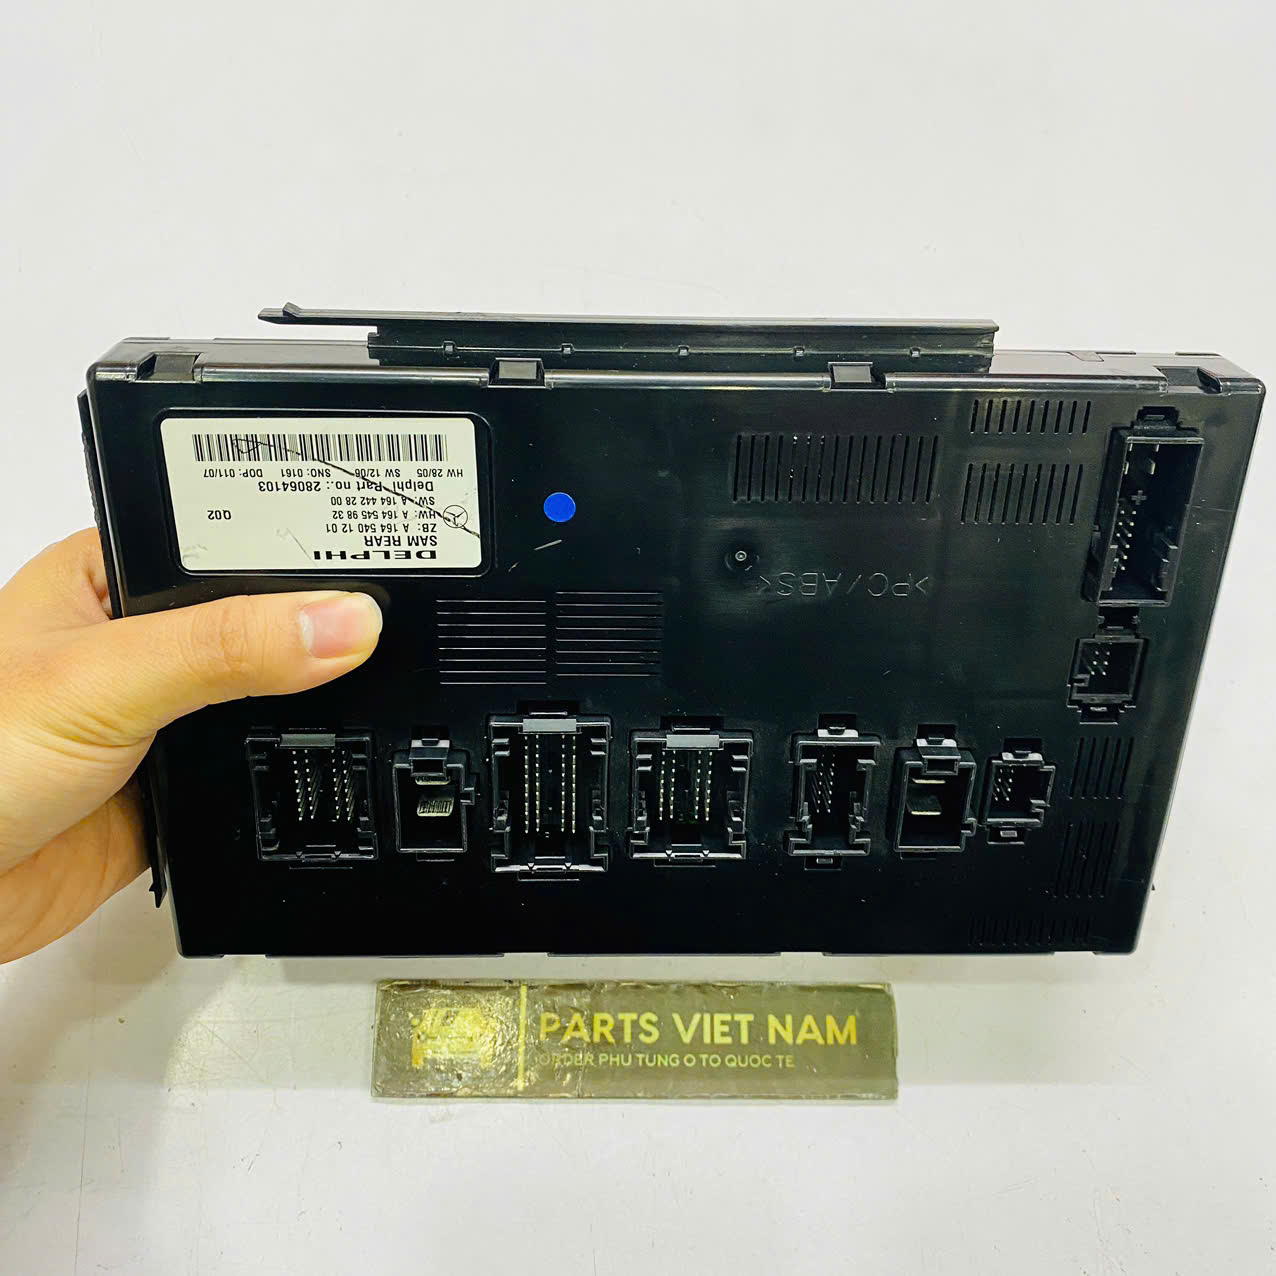 DELPHI
SAM REAR
ZB: A 164 540 12 01
HW: A 164 545 98 32
SW: A 164 442 28 00
Q02
Delphi-Part no.: 28064103
HW 28/05 SW 12/06 SNO: 0161 DOP: 011/07
>PC/ABS<
PARTS VIET NAM
ORDER PHU TUNG O TO QUOC TE